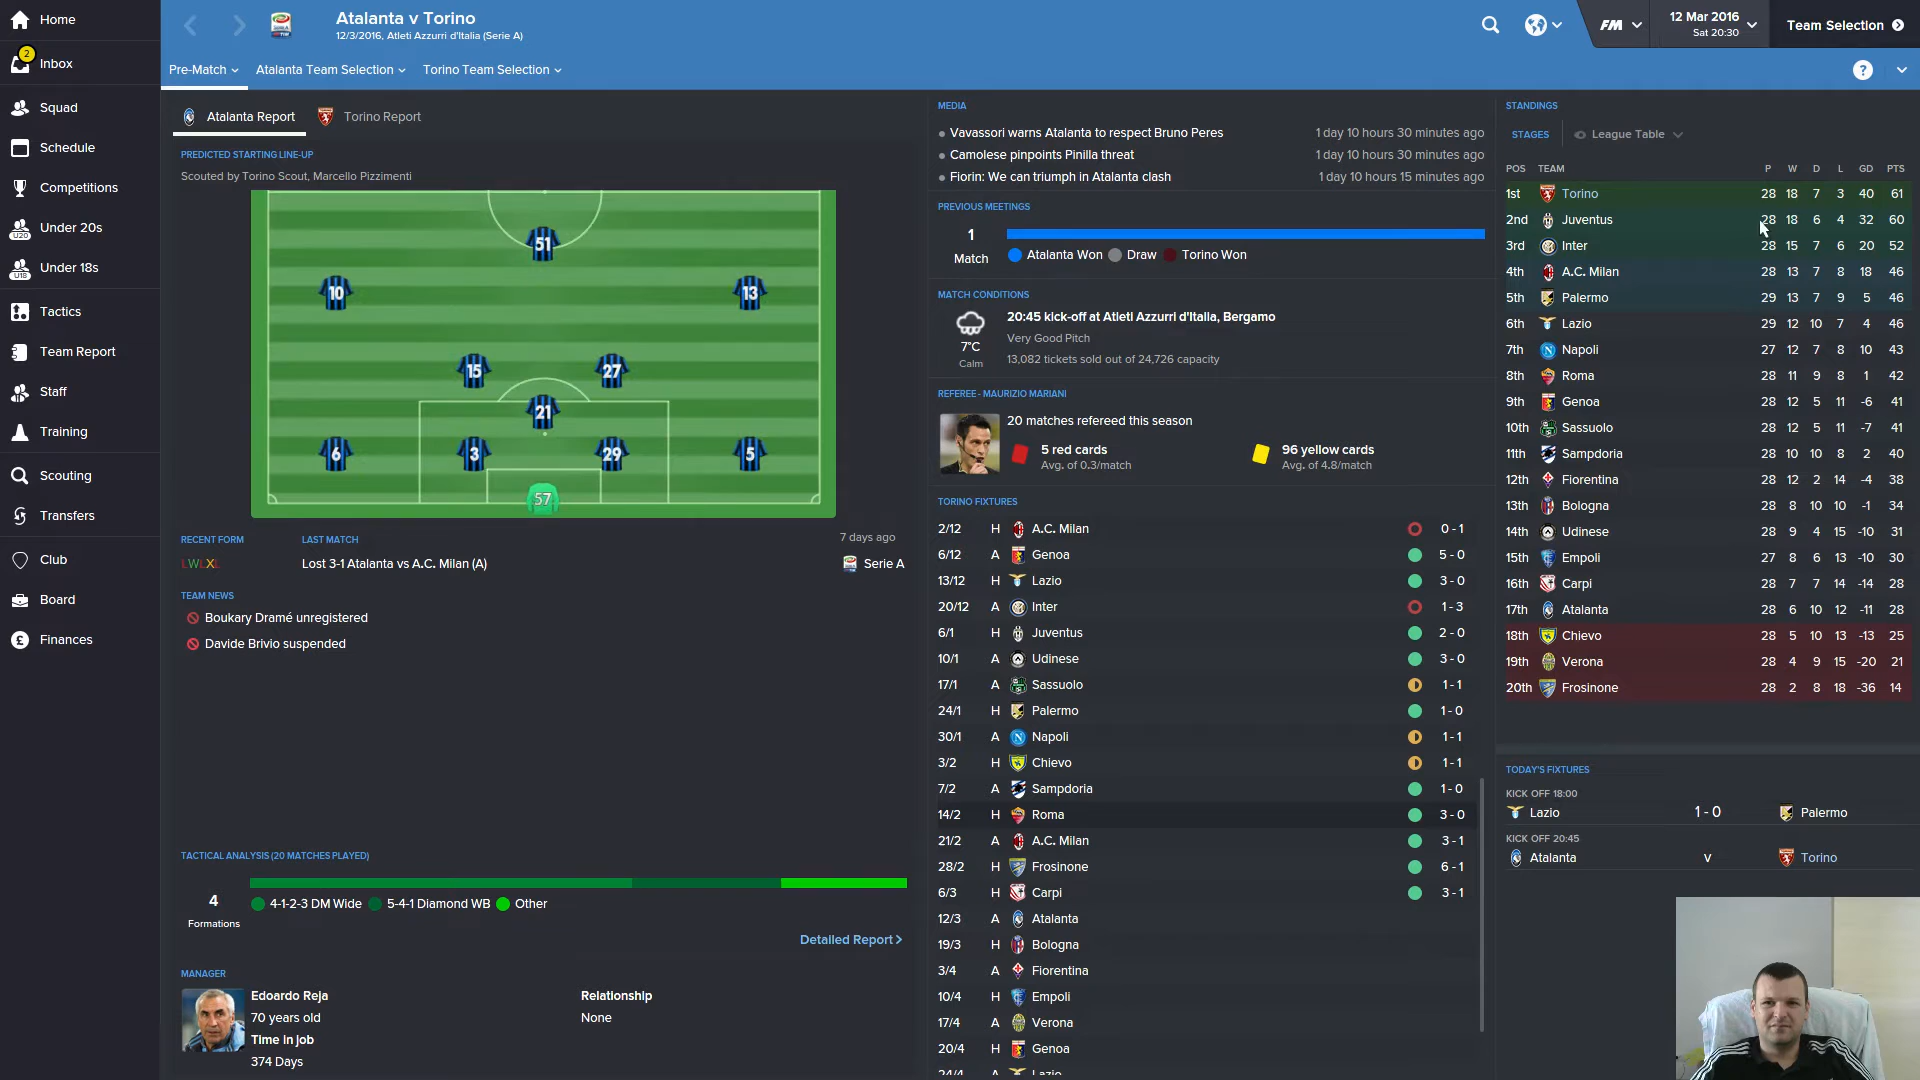 Home
Inbox
2
Squad
Schedule
Competitions
Under 20s
U20
Under 18s
U18
Tactics
Team Report
Staff
Training
Scouting
Transfers
Club
Board
Finances
Atalanta v Torino
12/3/2016, Atleti Azzurri d'Italia (Serie A)
FM
12 Mar 2016
Sat 20:30
Team Selection
Pre-Match
Atalanta Team Selection
Torino Team Selection
?
Atalanta Report
Torino Report
PREDICTED STARTING LINE-UP
Scouted by Torino Scout, Marcello Pizzimenti
51
10 13
15 27
21
6 3 29 5
57
RECENT FORM
LWLXL
LAST MATCH
7 days ago
Lost 3-1 Atalanta vs A.C. Milan (A)
Serie A
TEAM NEWS
Boukary Dramé unregistered
Davide Brivio suspended
TACTICAL ANALYSIS (20 MATCHES PLAYED)
4
Formations
4-1-2-3 DM Wide 5-4-1 Diamond WB Other
Detailed Report >
MANAGER
Edoardo Reja
70 years old
Time in job
374 Days
Relationship
None
MEDIA
Vavassori warns Atalanta to respect Bruno Peres 1 day 10 hours 30 minutes ago
Camolese pinpoints Pinilla threat 1 day 10 hours 30 minutes ago
Fiorin: We can triumph in Atalanta clash 1 day 10 hours 15 minutes ago
PREVIOUS MEETINGS
1
Match
Atalanta Won Draw Torino Won
MATCH CONDITIONS
7°C
Calm
20:45 kick-off at Atleti Azzurri d'Italia, Bergamo
Very Good Pitch
13,082 tickets sold out of 24,726 capacity
REFEREE - MAURIZIO MARIANI
20 matches refereed this season
5 red cards
Avg. of 0.3/match
96 yellow cards
Avg. of 4.8/match
TORINO FIXTURES
2/12 H A.C. Milan 0 - 1
6/12 A Genoa 5 - 0
13/12 H Lazio 3 - 0
20/12 A Inter 1 - 3
6/1 H Juventus 2 - 0
10/1 A Udinese 3 - 0
17/1 A Sassuolo 1 - 1
24/1 H Palermo 1 - 0
30/1 A Napoli 1 - 1
3/2 H Chievo 1 - 1
7/2 A Sampdoria 1 - 0
14/2 H Roma 3 - 0
21/2 A A.C. Milan 3 - 1
28/2 H Frosinone 6 - 1
6/3 H Carpi 3 - 1
12/3 A Atalanta
19/3 H Bologna
3/4 A Fiorentina
10/4 H Empoli
17/4 A Verona
20/4 H Genoa
24/4 A Lazio
STANDINGS
STAGES
League Table
POS TEAM P W D L GD PTS
1st Torino 28 18 7 3 40 61
2nd Juventus 28 18 6 4 32 60
3rd Inter 28 15 7 6 20 52
4th A.C. Milan 28 13 7 8 18 46
5th Palermo 29 13 7 9 5 46
6th Lazio 29 12 10 7 4 46
7th Napoli 27 12 7 8 10 43
8th Roma 28 11 9 8 1 42
9th Genoa 28 12 5 11 -6 41
10th Sassuolo 28 12 5 11 -7 41
11th Sampdoria 28 10 10 8 2 40
12th Fiorentina 28 12 2 14 -4 38
13th Bologna 28 8 10 10 -1 34
14th Udinese 28 9 4 15 -10 31
15th Empoli 27 8 6 13 -10 30
16th Carpi 28 7 7 14 -14 28
17th Atalanta 28 6 10 12 -11 28
18th Chievo 28 5 10 13 -13 25
19th Verona 28 4 9 15 -20 21
20th Frosinone 28 2 8 18 -36 14
TODAY'S FIXTURES
KICK OFF 18:00
Lazio 1 - 0 Palermo
KICK OFF 20:45
Atalanta v Torino